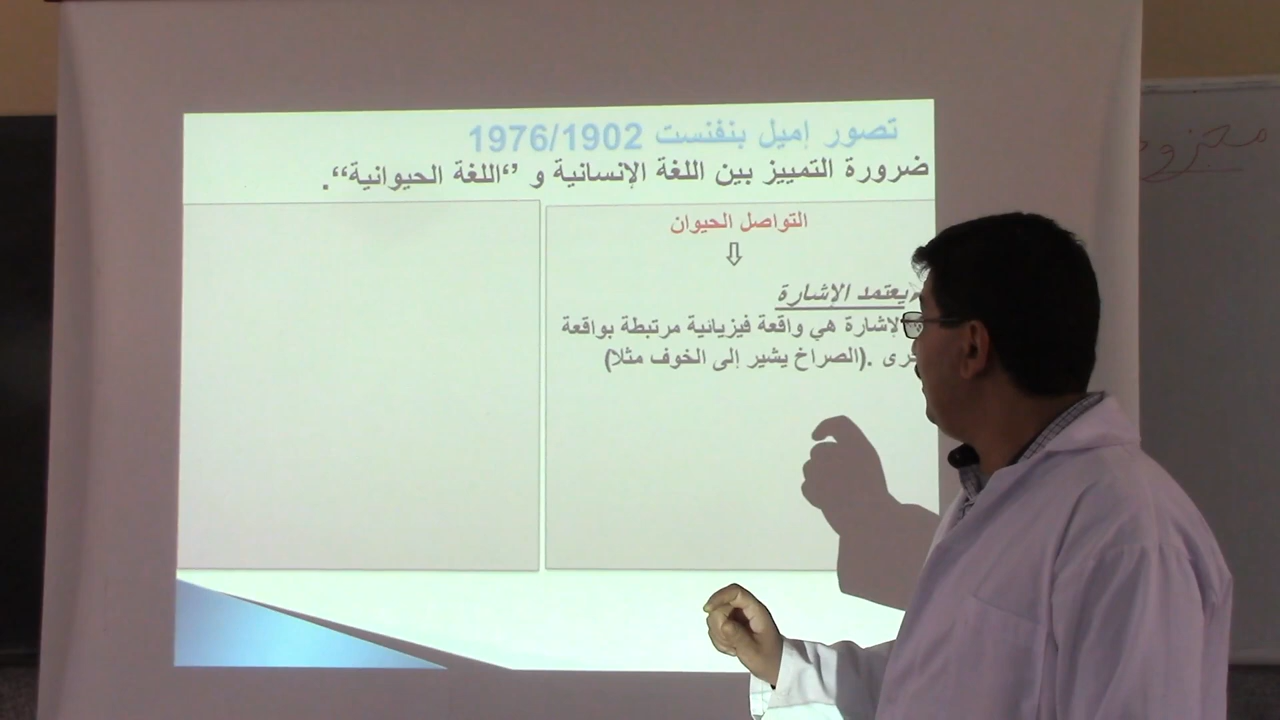 تصور إميل بنفنست 1976/1902
ضرورة التمييز بين اللغة الإنسانية و ”اللغة الحيوانية“.
التواصل الحيوان
⇩
يعتمد الإشارة
الإشارة هي واقعة فيزيائية مرتبطة بواقعة
.(الصراخ يشير إلى الخوف مثلا)